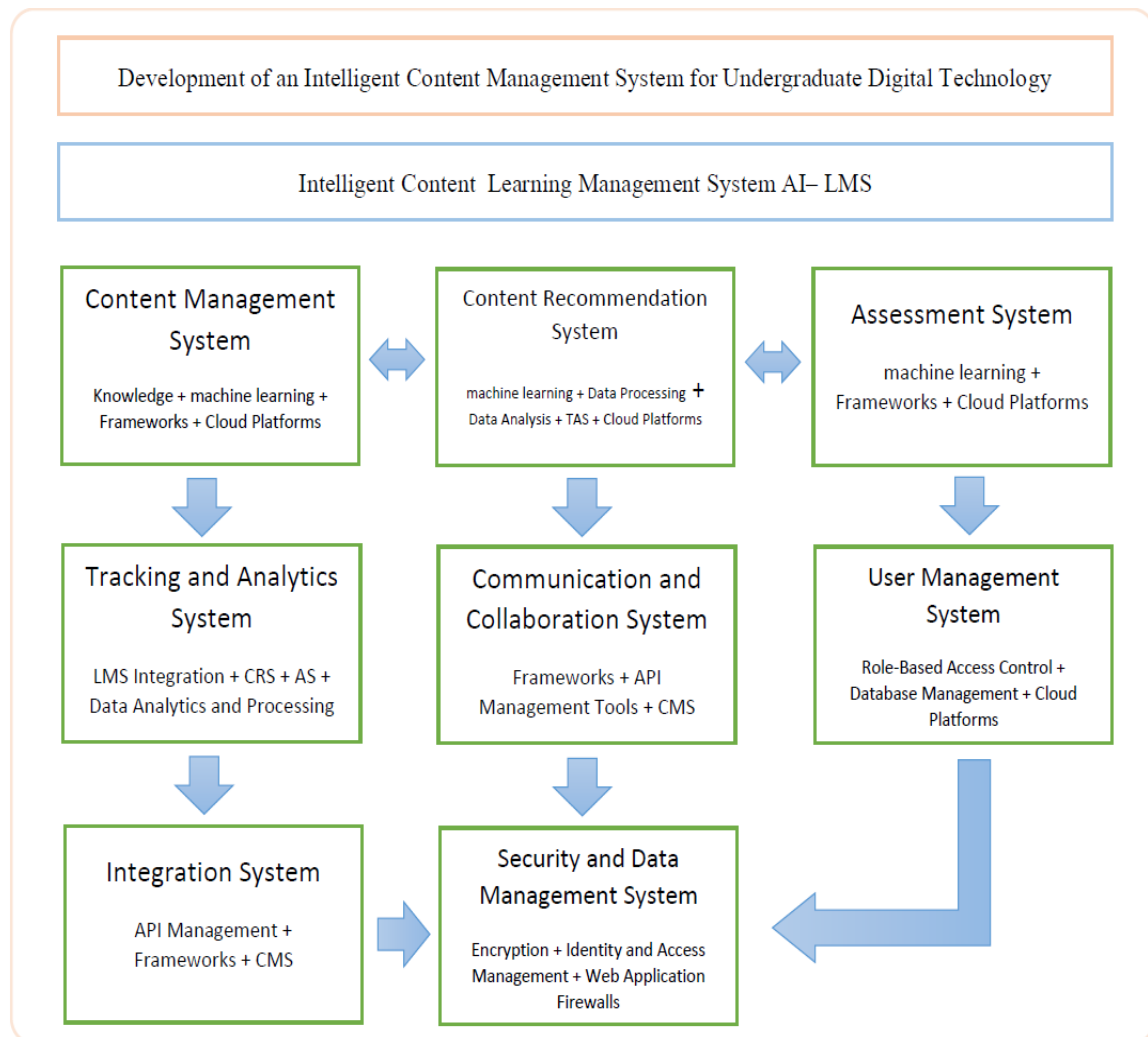 Development of an Intelligent Content Management System for Undergraduate Digital Technology
Intelligent Content Learning Management System AI– LMS
Content Management
System
Knowledge + machine learning +
Frameworks + Cloud Platforms
Content Recommendation
System
machine learning + Data Processing +
Data Analysis + TAS + Cloud Platforms
Assessment System
machine learning +
Frameworks + Cloud Platforms
Tracking and Analytics
System
LMS Integration + CRS + AS +
Data Analytics and Processing
Communication and
Collaboration System
Frameworks + API
Management Tools + CMS
User Management
System
Role-Based Access Control +
Database Management + Cloud
Platforms
Integration System
API Management +
Frameworks + CMS
Security and Data
Management System
Encryption + Identity and Access
Management + Web Application
Firewalls